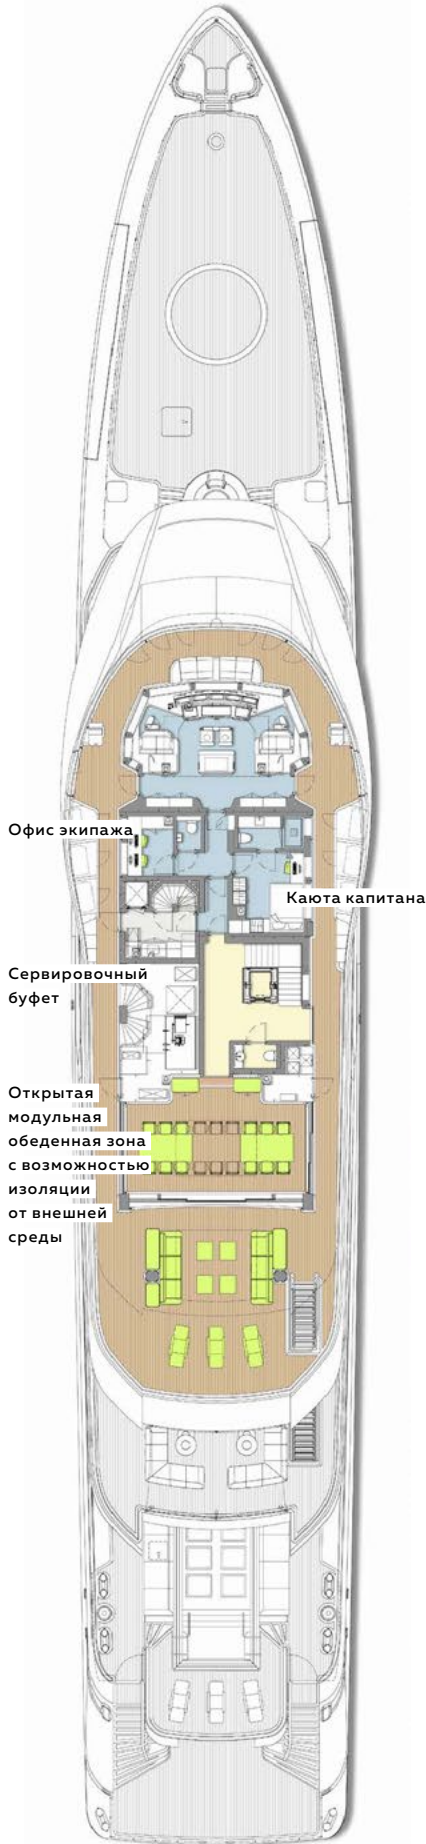 Офис экипажа
Каюта капитана
Сервировочный
буфет
Открытая
модульная
обеденная зона
с возможностью
изоляции
от внешней
среды